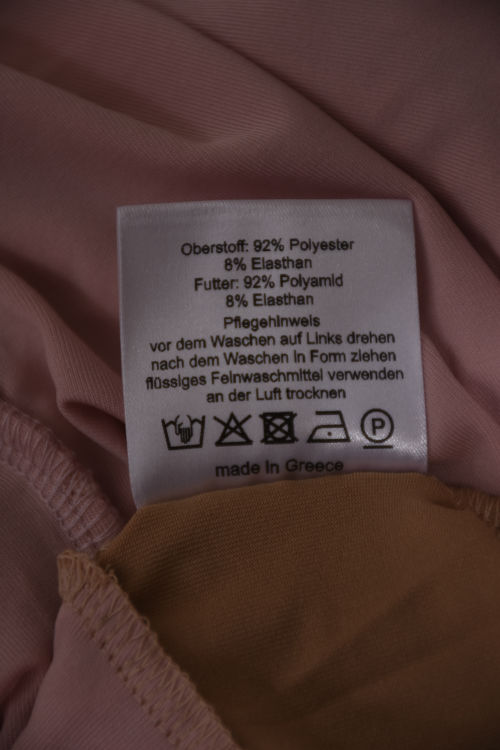 Oberstoff: 92% Polyester
8% Elasthan
Futter: 92% Polyamid
8% Elasthan
Pflegehinweis
vor dem Waschen auf Links drehen
nach dem Waschen in Form ziehen
flüssiges Feinwaschmittel verwenden
an der Luft trocknen
P
made in Greece